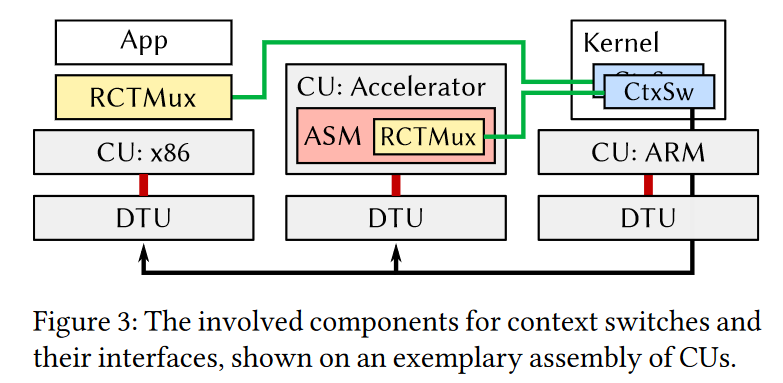 App
RCTMux
CU: x86
DTU
CU: Accelerator
ASM
RCTMux
DTU
Kernel
CtxSw
CU: ARM
DTU
Figure 3: The involved components for context switches and
their interfaces, shown on an exemplary assembly of CUs.